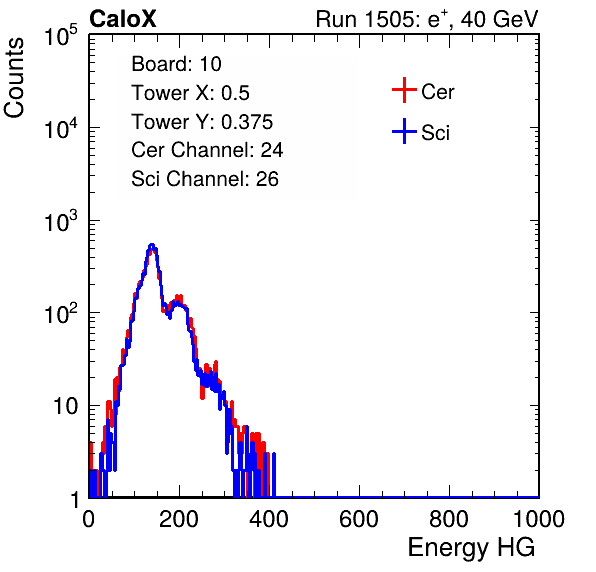 CaloX Run 1505: e⁺, 40 GeV
Counts
10⁵
10⁴
10³
10²
10
1
Board: 10
Tower X: 0.5
Tower Y: 0.375
Cer Channel: 24
Sci Channel: 26
Cer
Sci
0 200 400 600 800 1000
Energy HG